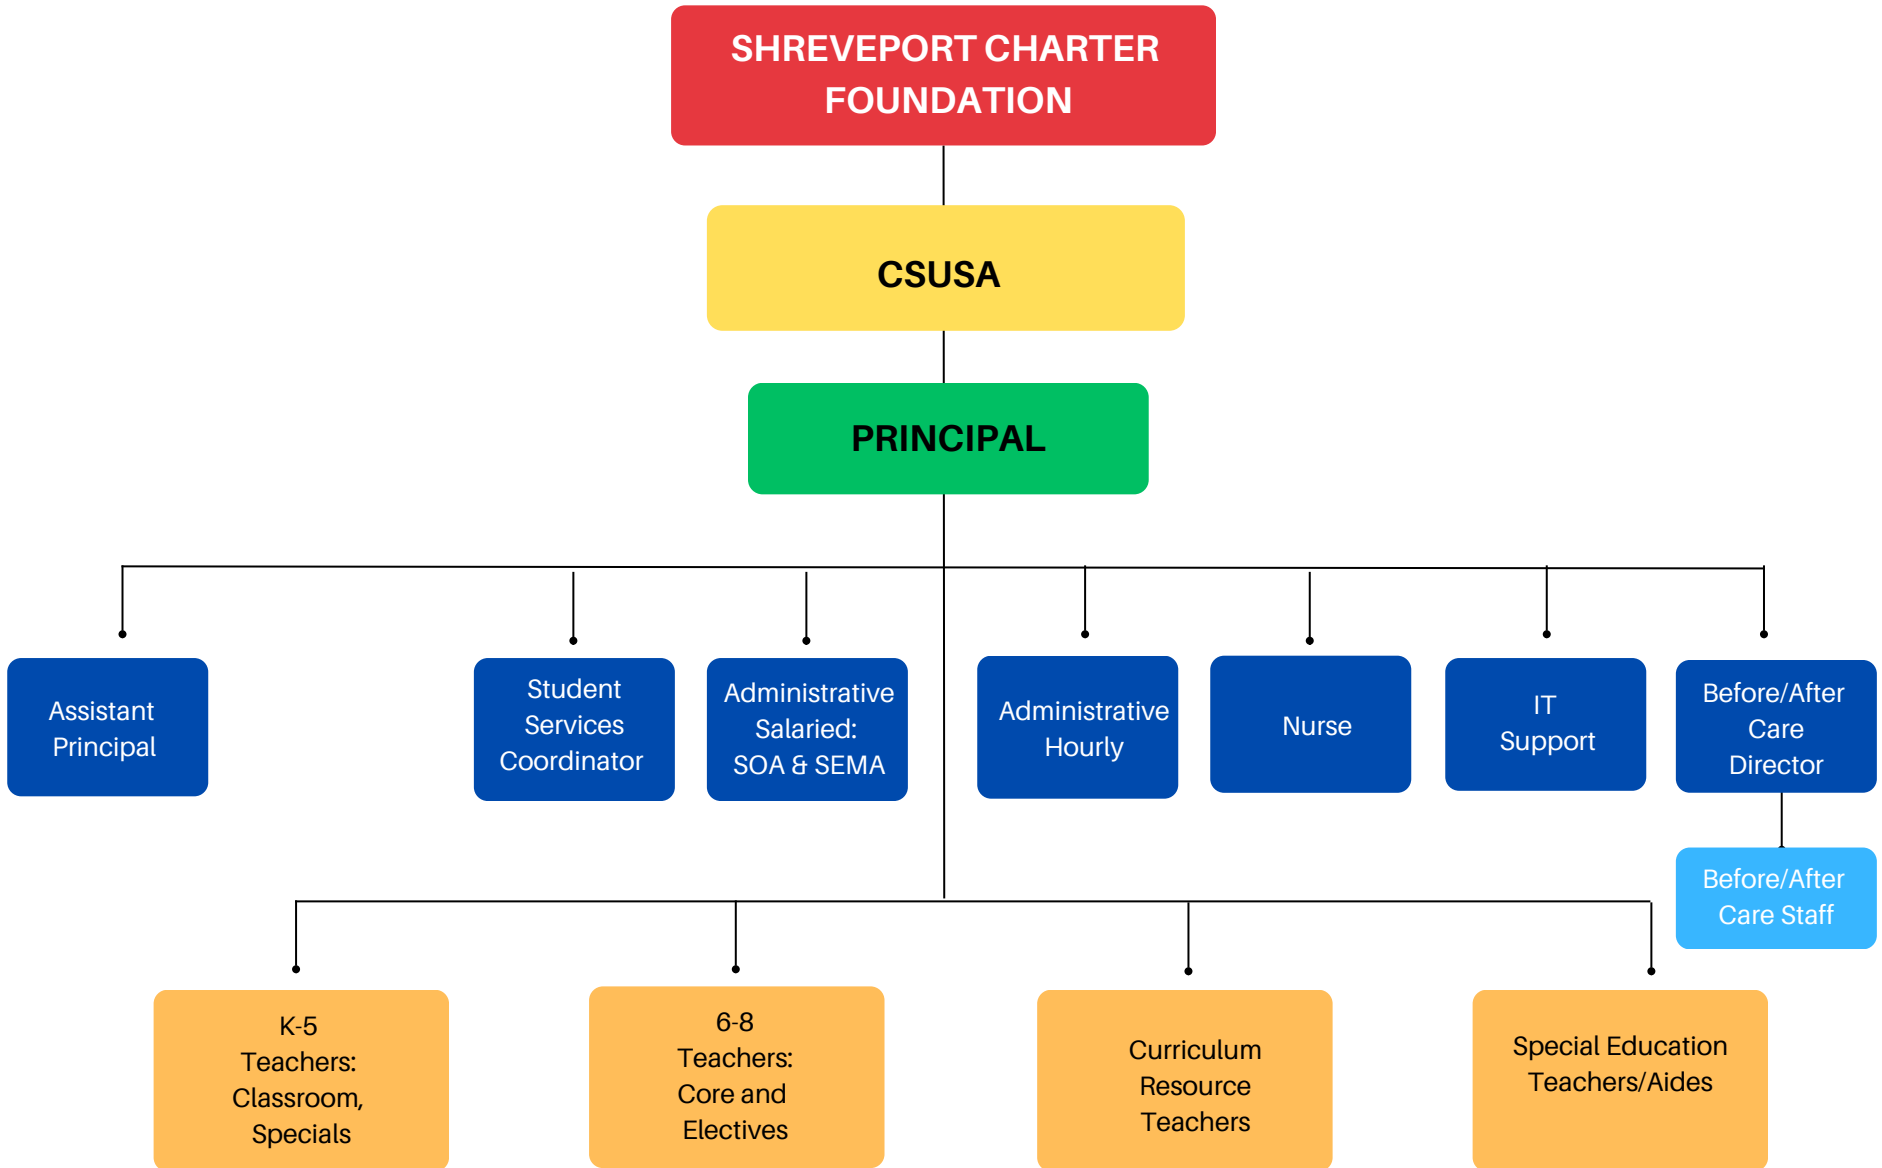 SHREVEPORT CHARTER
FOUNDATION
CSUSA
PRINCIPAL
Assistant
Principal
Student
Services
Coordinator
Administrative
Salaried:
SOA & SEMA
Administrative
Hourly
Nurse
IT
Support
Before/After
Care
Director
Before/After
Care Staff
K-5
Teachers:
Classroom,
Specials
6-8
Teachers:
Core and
Electives
Curriculum
Resource
Teachers
Special Education
Teachers/Aides